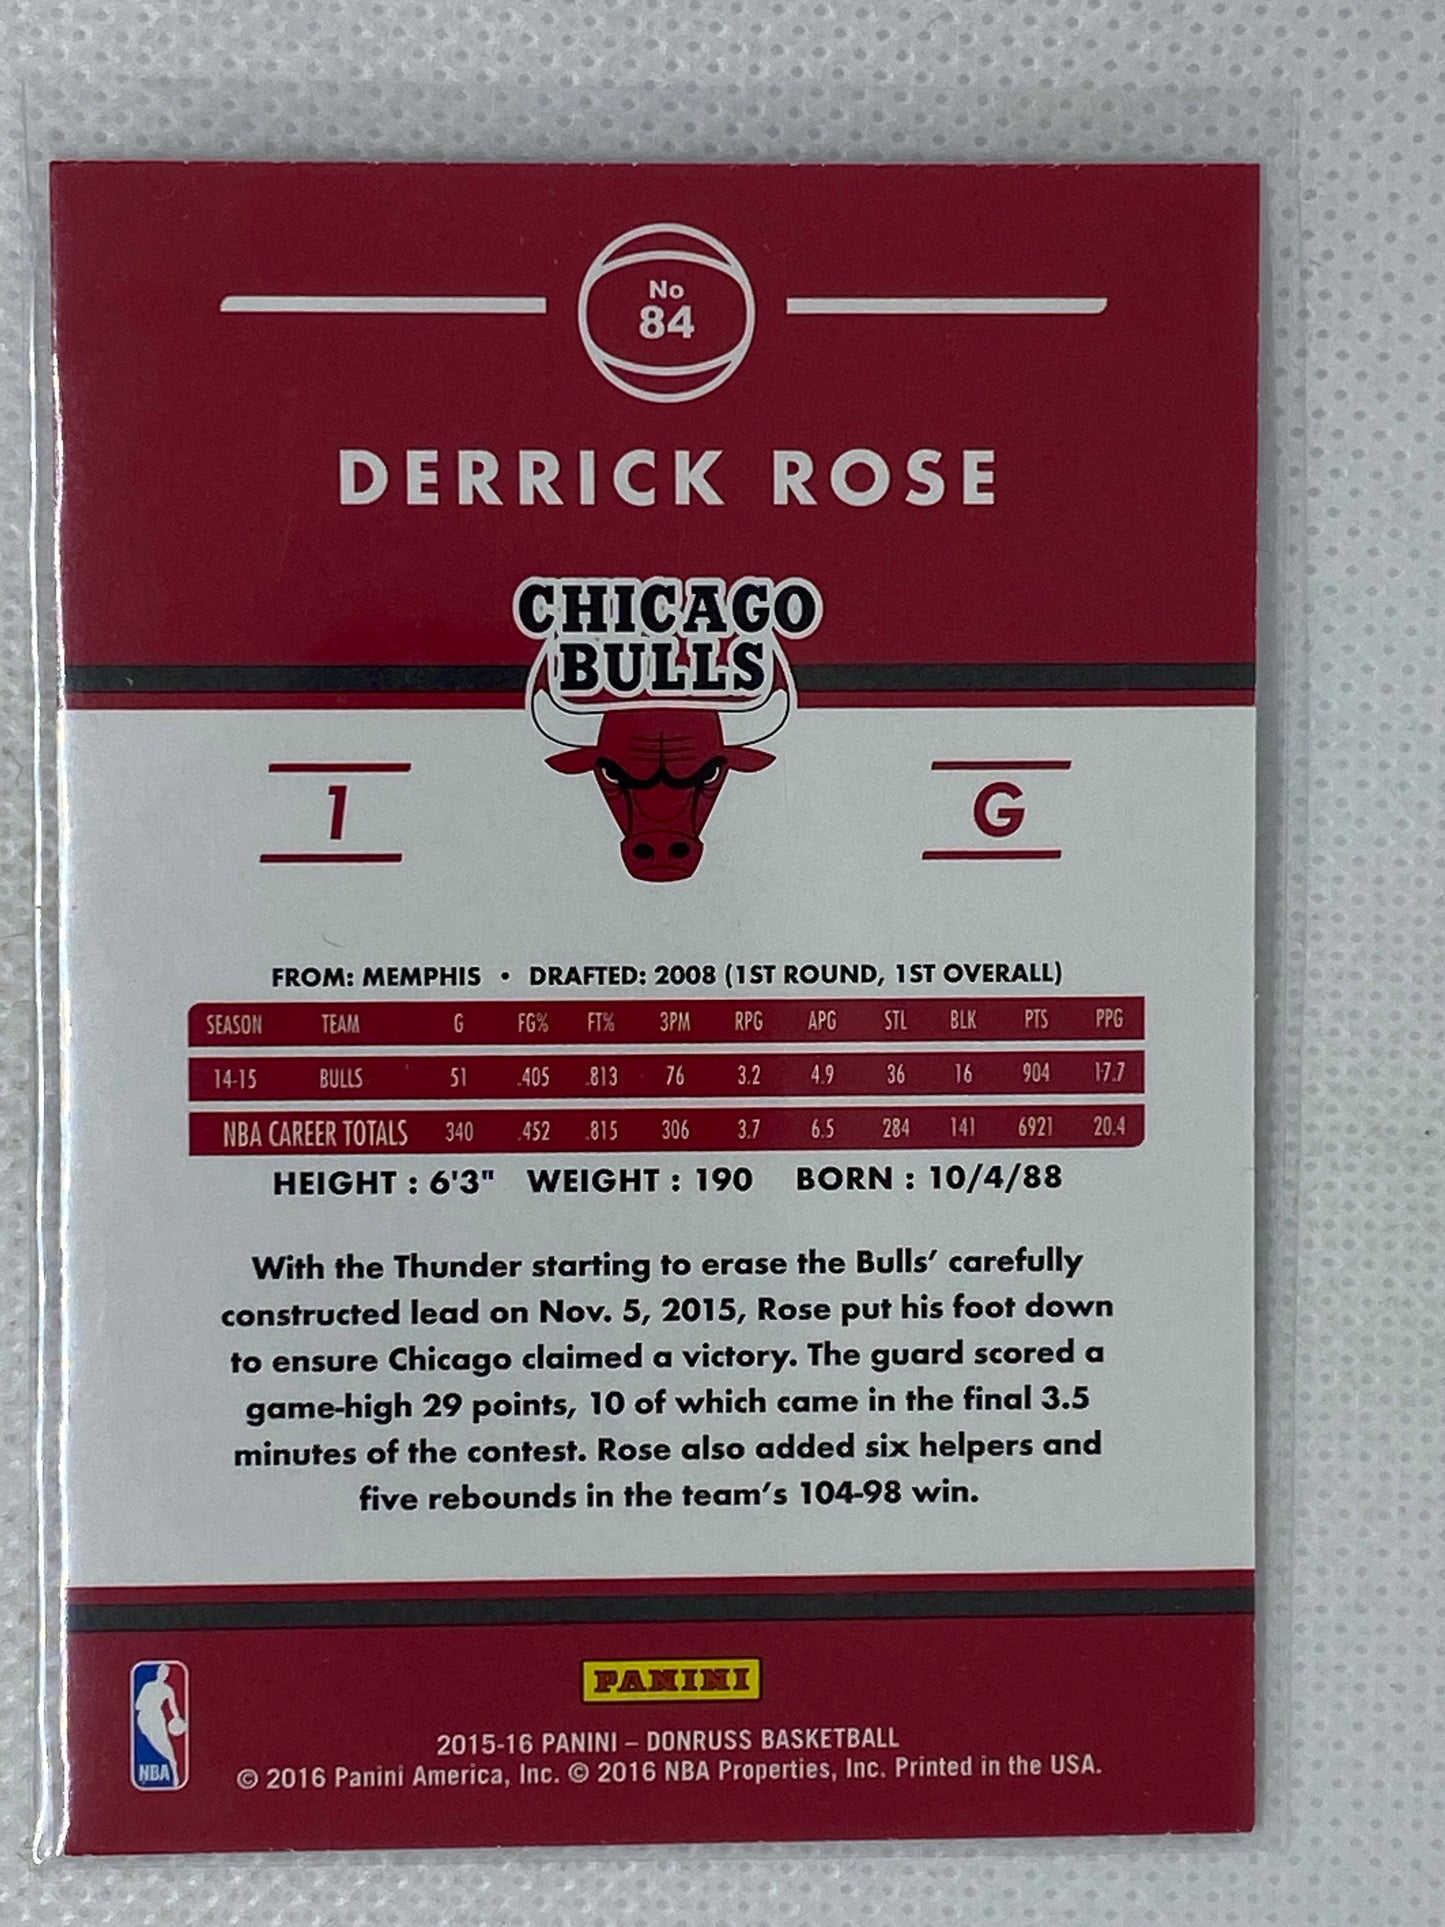 No
84
DERRICK ROSE
CHICAGO
BULLS
1
G
FROM: MEMPHIS • DRAFTED: 2008 (1ST ROUND, 1ST OVERALL)
SEASON TEAM G FG% FT% 3PM RPG APG STL BLK PTS PPG
14-15 BULLS 51 .405 .813 76 3.2 4.9 36 16 904 17.7
NBA CAREER TOTALS 340 .452 .815 306 3.7 6.5 284 141 6921 20.4
HEIGHT : 6'3" WEIGHT : 190 BORN : 10/4/88
With the Thunder starting to erase the Bulls’ carefully
constructed lead on Nov. 5, 2015, Rose put his foot down
to ensure Chicago claimed a victory. The guard scored a
game-high 29 points, 10 of which came in the final 3.5
minutes of the contest. Rose also added six helpers and
five rebounds in the team’s 104-98 win.
PANINI
2015-16 PANINI – DONRUSS BASKETBALL
© 2016 Panini America, Inc. © 2016 NBA Properties, Inc. Printed in the USA.
NBA